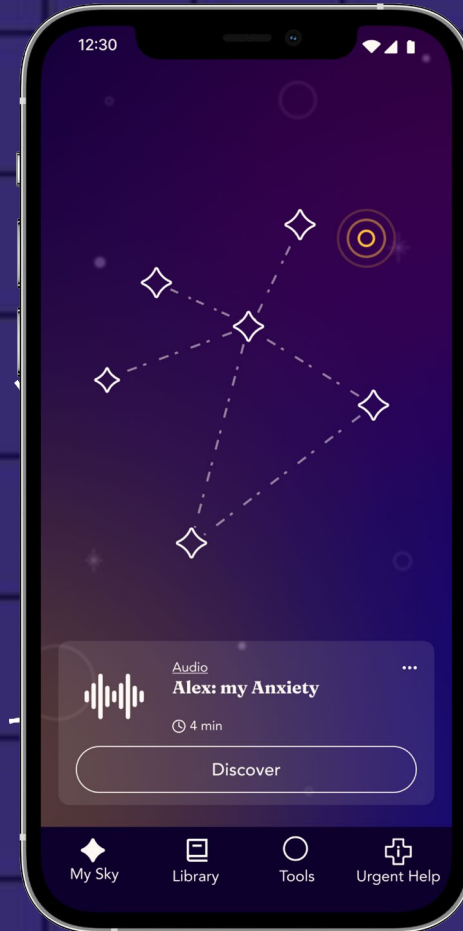 12:30
Audio
Alex: my Anxiety
4 min
Discover
My Sky
Library
Tools
Urgent Help